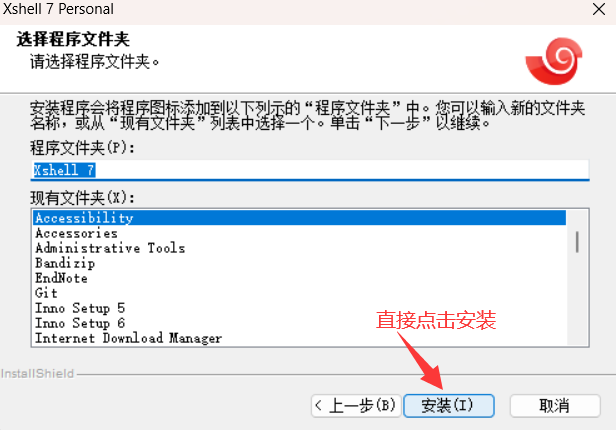 Xshell 7 Personal
选择程序文件夹
请选择程序文件夹。
安装程序会将程序图标添加到以下列示的“程序文件夹”中。您可以输入新的文件夹
名称，或从“现有文件夹”列表中选择一个。单击“下一步”以继续。
程序文件夹(P)：
Xshell 7
现有文件夹(X)：
Accessibility
Accessories
Administrative Tools
Bandizip
EndNote
Git
Inno Setup 5
Inno Setup 6
Internet Download Manager
直接点击安装
InstallShield
< 上一步(B) 安装(I) 取消